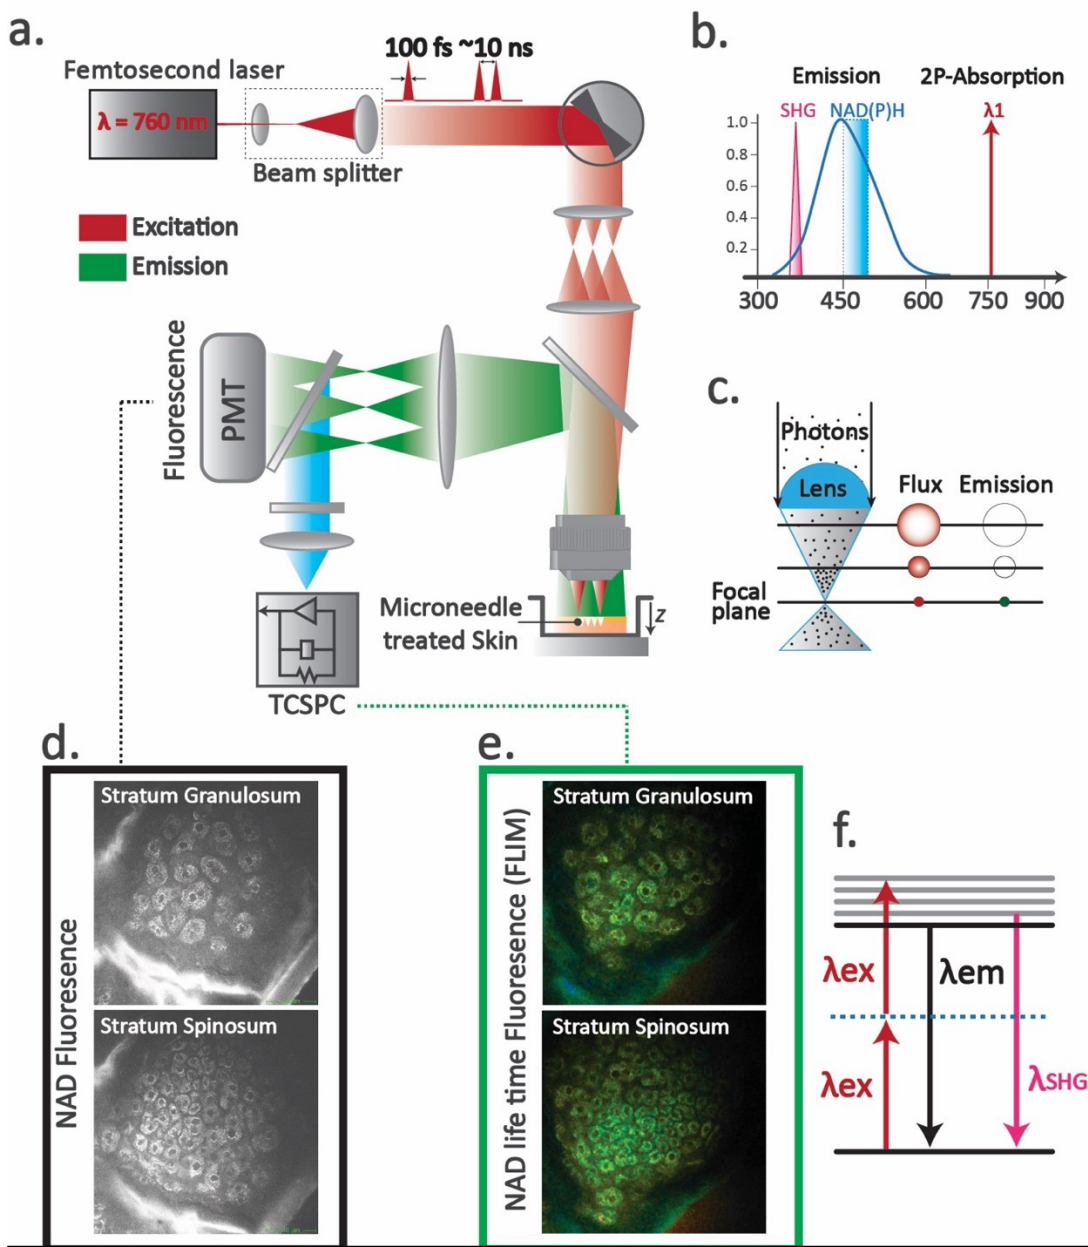 a.
100 fs ~10 ns
Femtosecond laser
λ = 760 nm
Beam splitter
Excitation
Emission
Fluorescence
PMT
Microneedle
treated Skin
z
TCSPC
b.
Emission
2P-Absorption
SHG
NAD(P)H
λ1
1.0
0.8
0.6
0.4
0.2
300
450
600
750
900
c.
Photons
Lens
Flux
Emission
Focal
plane
d.
NAD Fluoresence
Stratum Granulosum
Stratum Spinosum
e.
NAD life time Fluoresence (FLIM)
Stratum Granulosum
Stratum Spinosum
f.
λex
λem
λex
λSHG